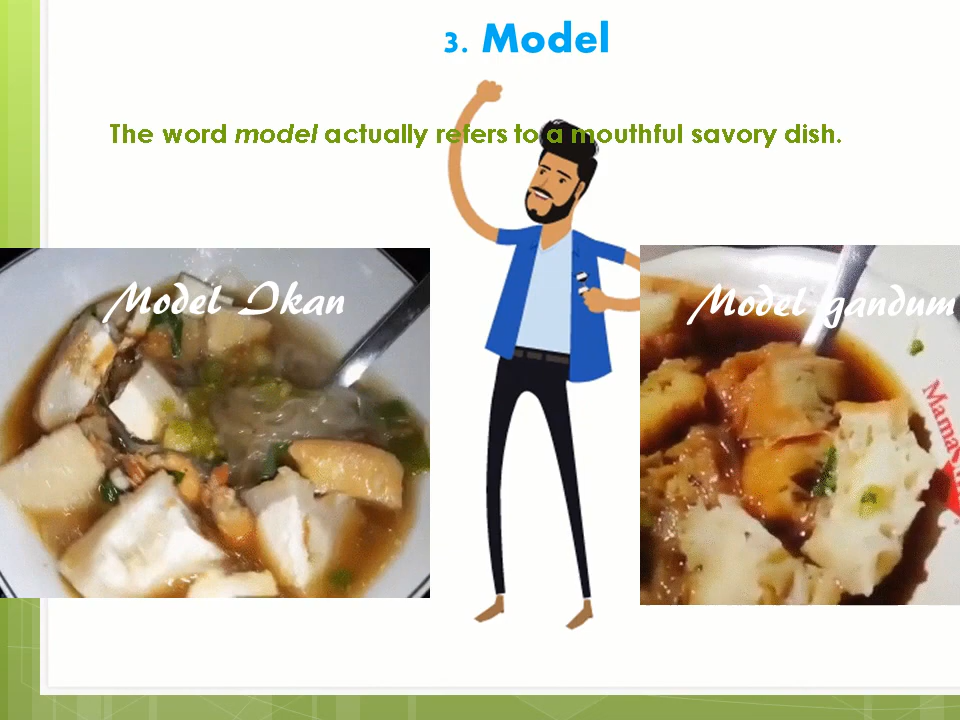 3. Model
The word model actually refers to a mouthful savory dish.
Model Ikan
Model gandum